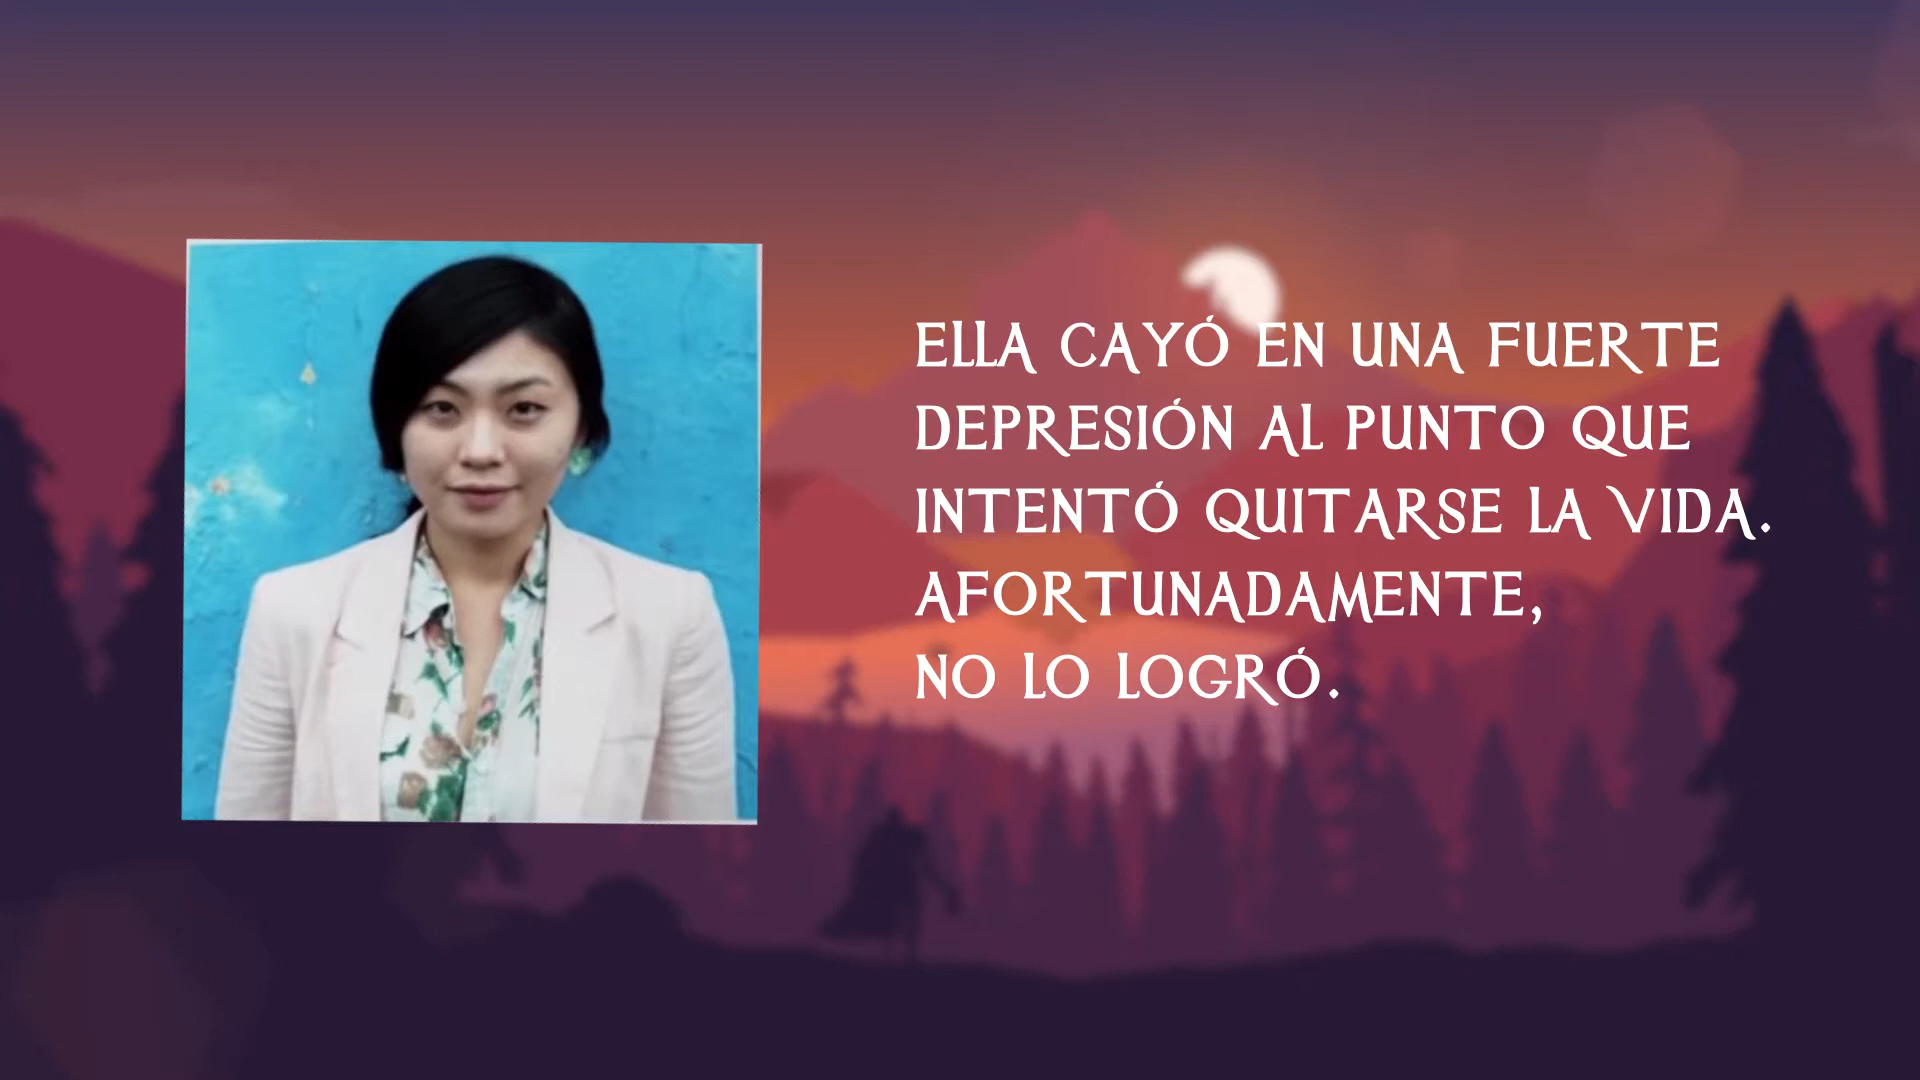 ELLA CAYÓ EN UNA FUERTE
DEPRESIÓN AL PUNTO QUE
INTENTÓ QUITARSE LA VIDA.
AFORTUNADAMENTE,
NO LO LOGRÓ.